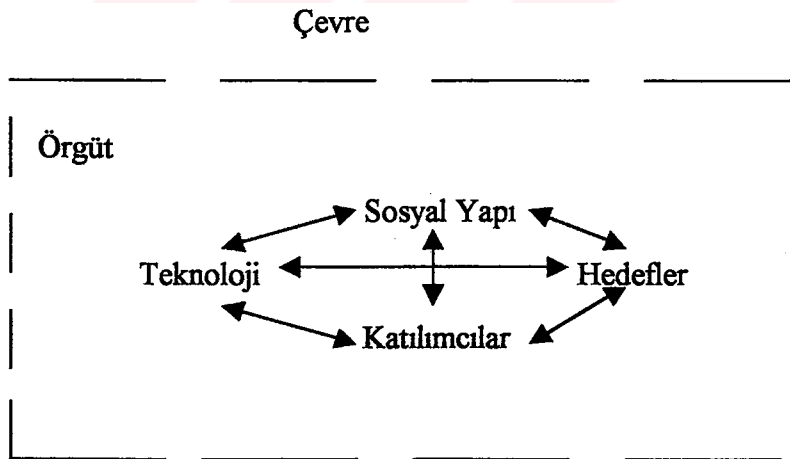 Çevre
Örgüt
Sosyal Yapı
Teknoloji Hedefler
Katılımcılar